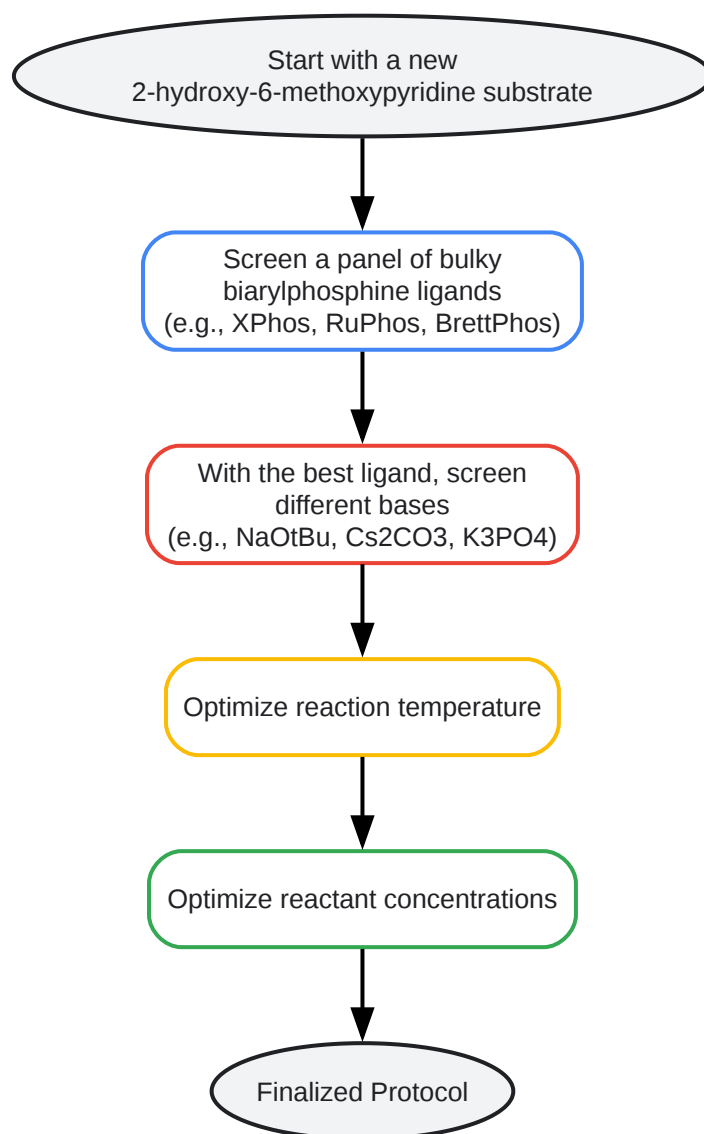 Start with a new
2-hydroxy-6-methoxypyridine substrate
Screen a panel of bulky
biarylphosphine ligands
(e.g., XPhos, RuPhos, BrettPhos)
With the best ligand, screen
different bases
(e.g., NaOtBu, Cs2CO3, K3PO4)
Optimize reaction temperature
Optimize reactant concentrations
Finalized Protocol